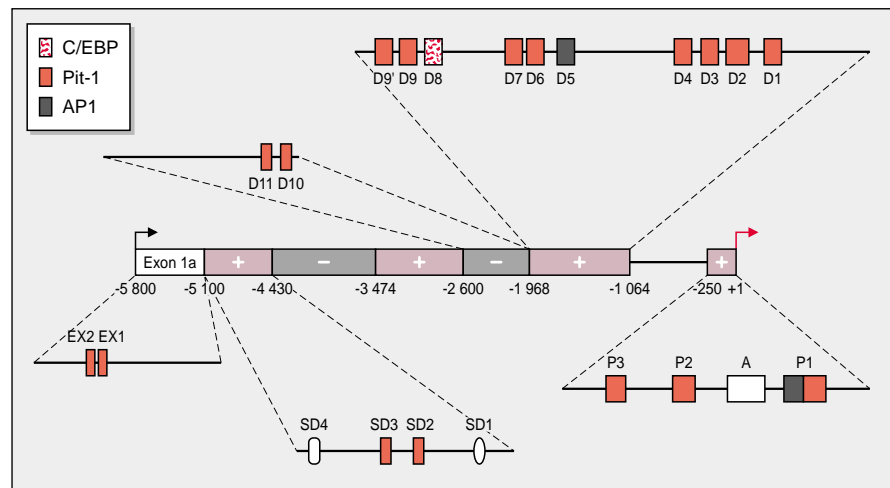 C/EBP
Pit-1
AP1
D9' D9 D8 D7 D6 D5 D4 D3 D2 D1
D11 D10
Exon 1a + − + − + +
-5 800 -5 100 -4 430 -3 474 -2 600 -1 968 -1 064 -250 +1
EX2 EX1
P3 P2 A P1
SD4 SD3 SD2 SD1